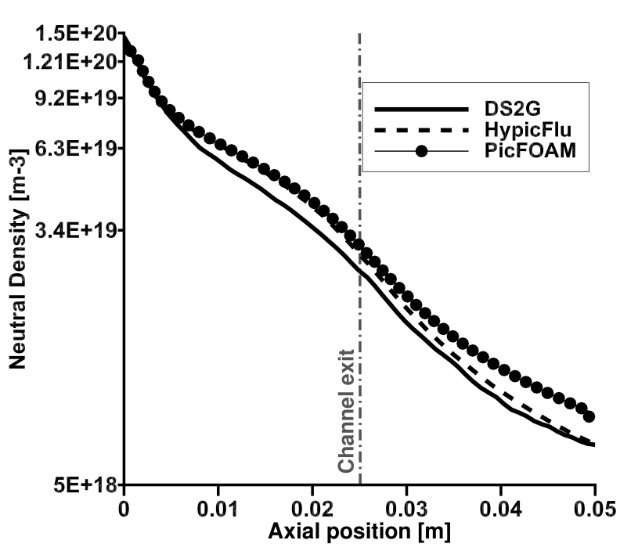 1.5E+20
1.21E+20
9.2E+19
6.3E+19
3.4E+19
5E+18
Neutral Density [m-3]
DS2G
HypicFlu
PicFOAM
Channel exit
0 0.01 0.02 0.03 0.04 0.05
Axial position [m]